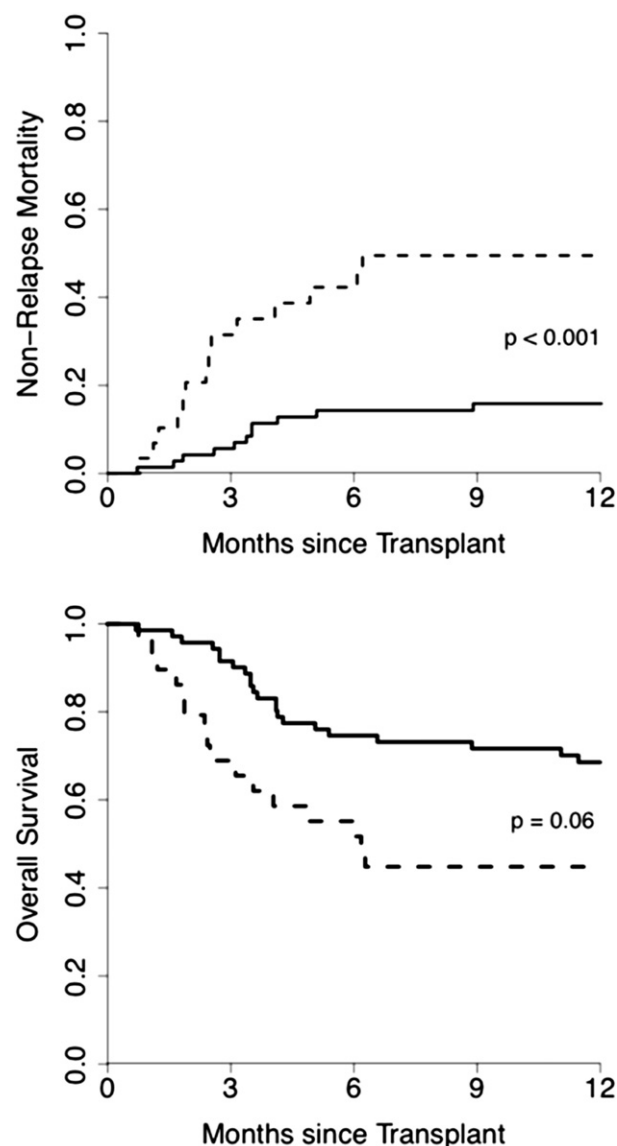 Non−Relapse Mortality
1.0
0.8
0.6
0.4
0.2
0.0
p < 0.001
0 3 6 9 12
Months since Transplant
Overall Survival
1.0
0.8
0.6
0.4
0.2
0.0
p = 0.06
0 3 6 9 12
Months since Transplant